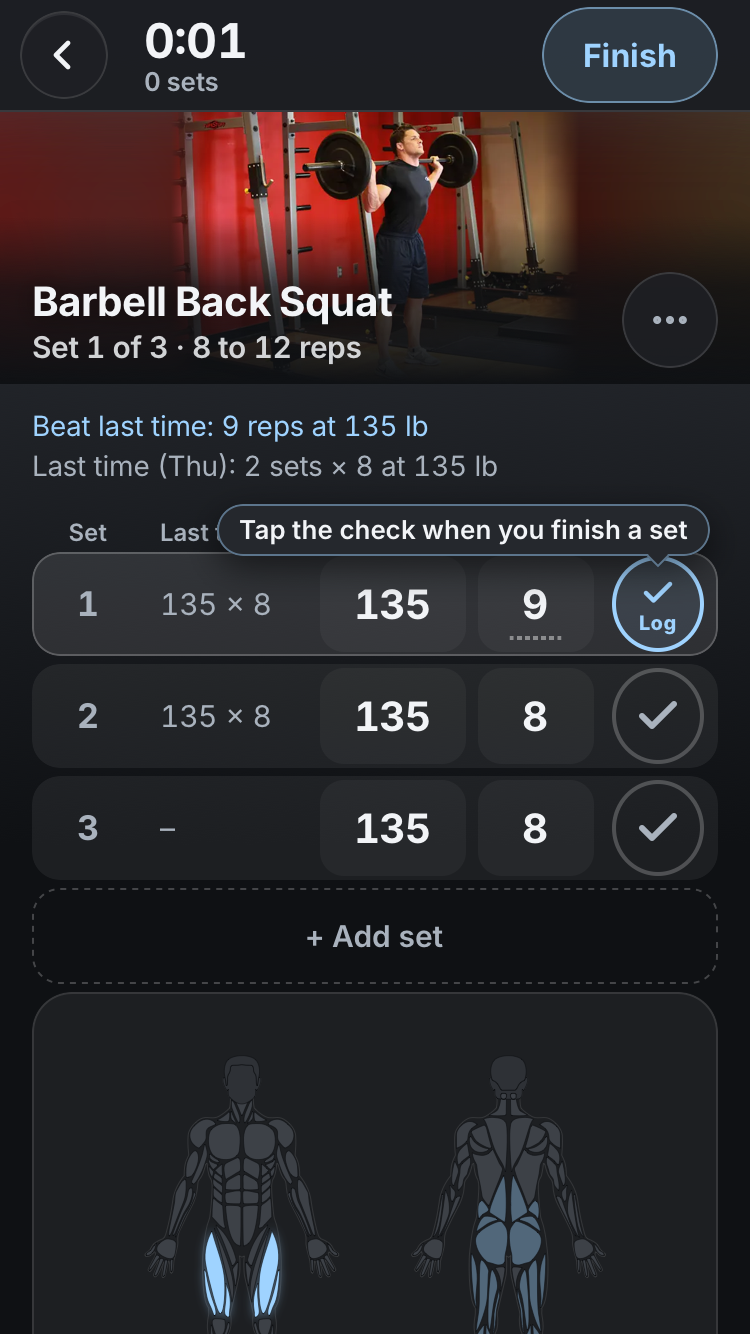 0:01
0 sets
Finish
Barbell Back Squat
Set 1 of 3 · 8 to 12 reps
Beat last time: 9 reps at 135 lb
Last time (Thu): 2 sets × 8 at 135 lb
Set Last
Tap the check when you finish a set
1 135 × 8 135 9 Log
2 135 × 8 135 8
3 – 135 8
+ Add set